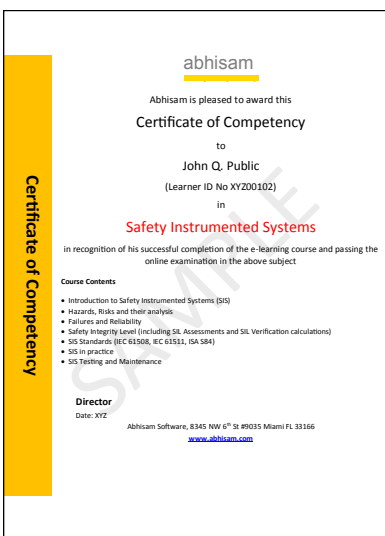 abhisam
Abhisam is pleased to award this
Certificate of Competency
to
John Q. Public
(Learner ID No XYZ00102)
in
Safety Instrumented Systems
in recognition of his successful completion of the e-learning course and passing the
online examination in the above subject
Course Contents
• Introduction to Safety Instrumented Systems (SIS)
• Hazards, Risks and their analysis
• Failures and Reliability
• Safety Integrity Level (including SIL Assessments and SIL Verification calculations)
• SIS Standards (IEC 61508, IEC 61511, ISA S84)
• SIS in practice
• SIS Testing and Maintenance
Director
Date: XYZ
Abhisam Software, 8345 NW 6th St #9035 Miami FL 33166
www.abhisam.com
Certificate of Competency
SAMPLE